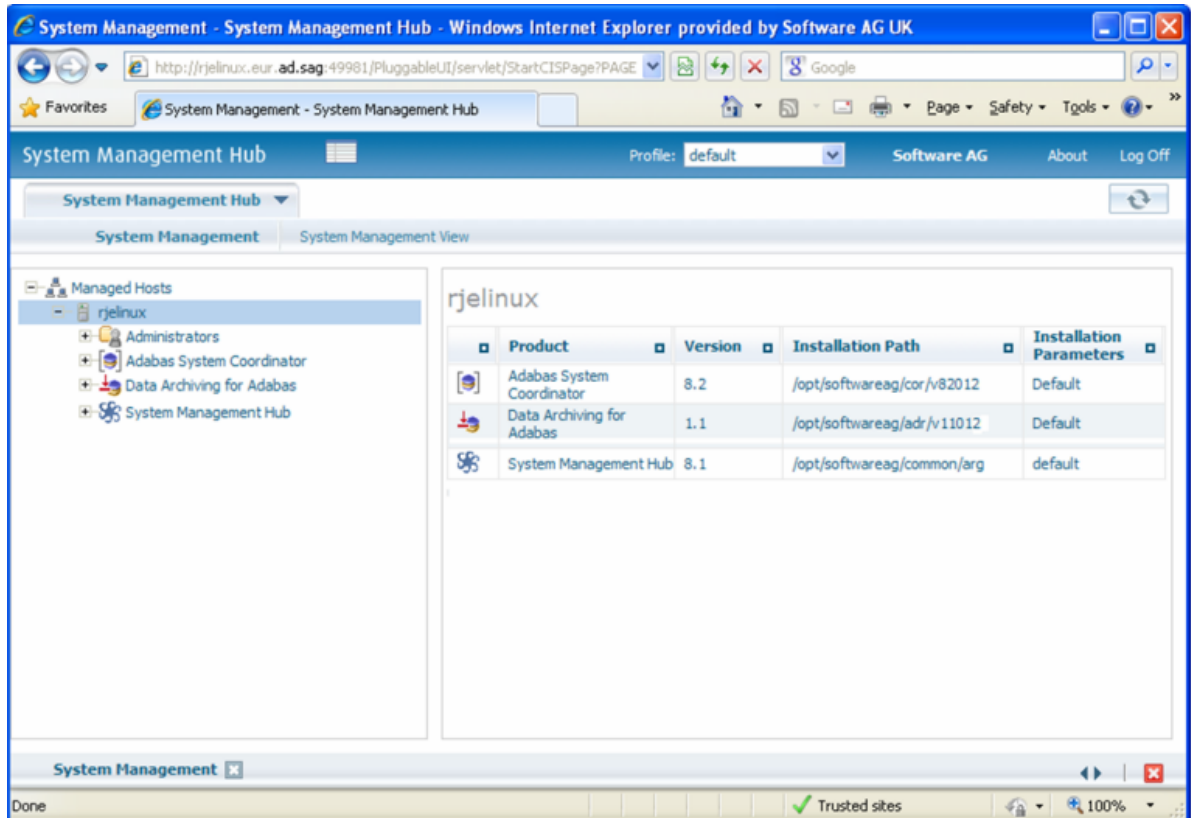 System Management - System Management Hub - Windows Internet Explorer provided by Software AG UK
http://rjelinux.eur.ad.sag:49981/PluggableUI/servlet/StartCISPage?PAGE
Google
Favorites
System Management - System Management Hub
Page
Safety
Tools
System Management Hub
Profile: default
Software AG
About
Log Off
System Management Hub
System Management
System Management View
Managed Hosts
rjelinux
Administrators
Adabas System Coordinator
Data Archiving for Adabas
System Management Hub
rjelinux
Product Version Installation Path Installation Parameters
Adabas System Coordinator 8.2 /opt/softwareag/cor/v82012 Default
Data Archiving for Adabas 1.1 /opt/softwareag/adr/v11012 Default
System Management Hub 8.1 /opt/softwareag/common/arg default
System Management
Done
Trusted sites
100%